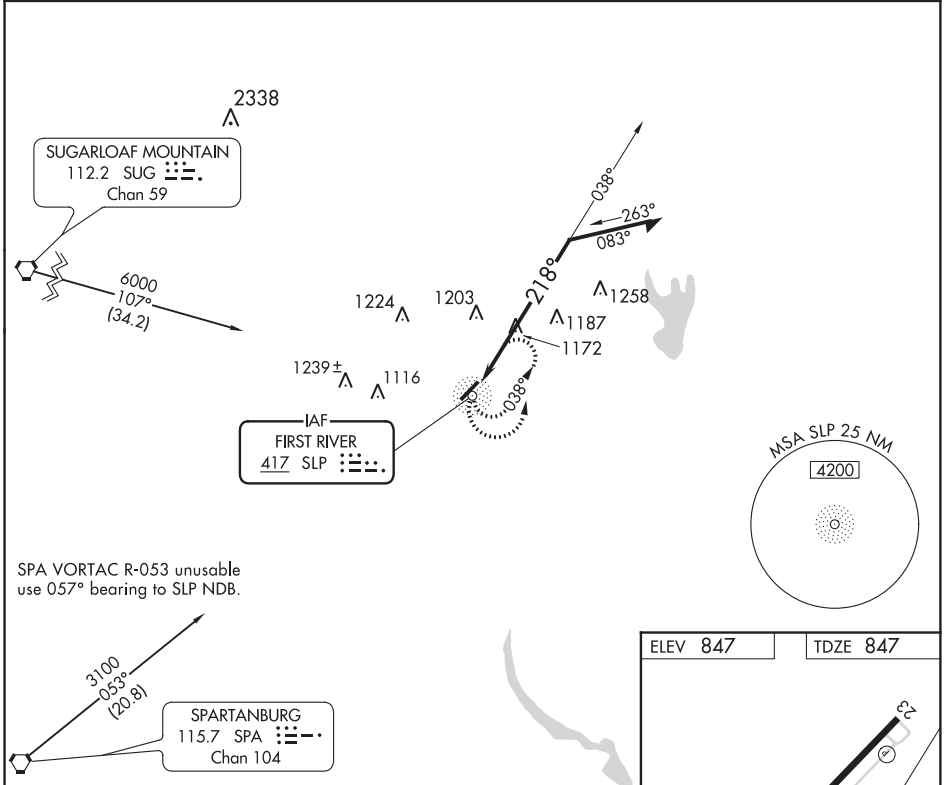 2338
SUGARLOAF MOUNTAIN
112.2 SUG
Chan 59
6000
107°
(34.2)
038°
263°
083°
218°
1258
1224
1203
1187
1172
1239±
1116
038°
IAF
FIRST RIVER
417 SLP
MSA SLP 25 NM
4200
SPA VORTAC R-053 unusable
use 057° bearing to SLP NDB.
3100
053°
(20.8)
SPARTANBURG
115.7 SPA
Chan 104
ELEV 847
TDZE 847
23
P